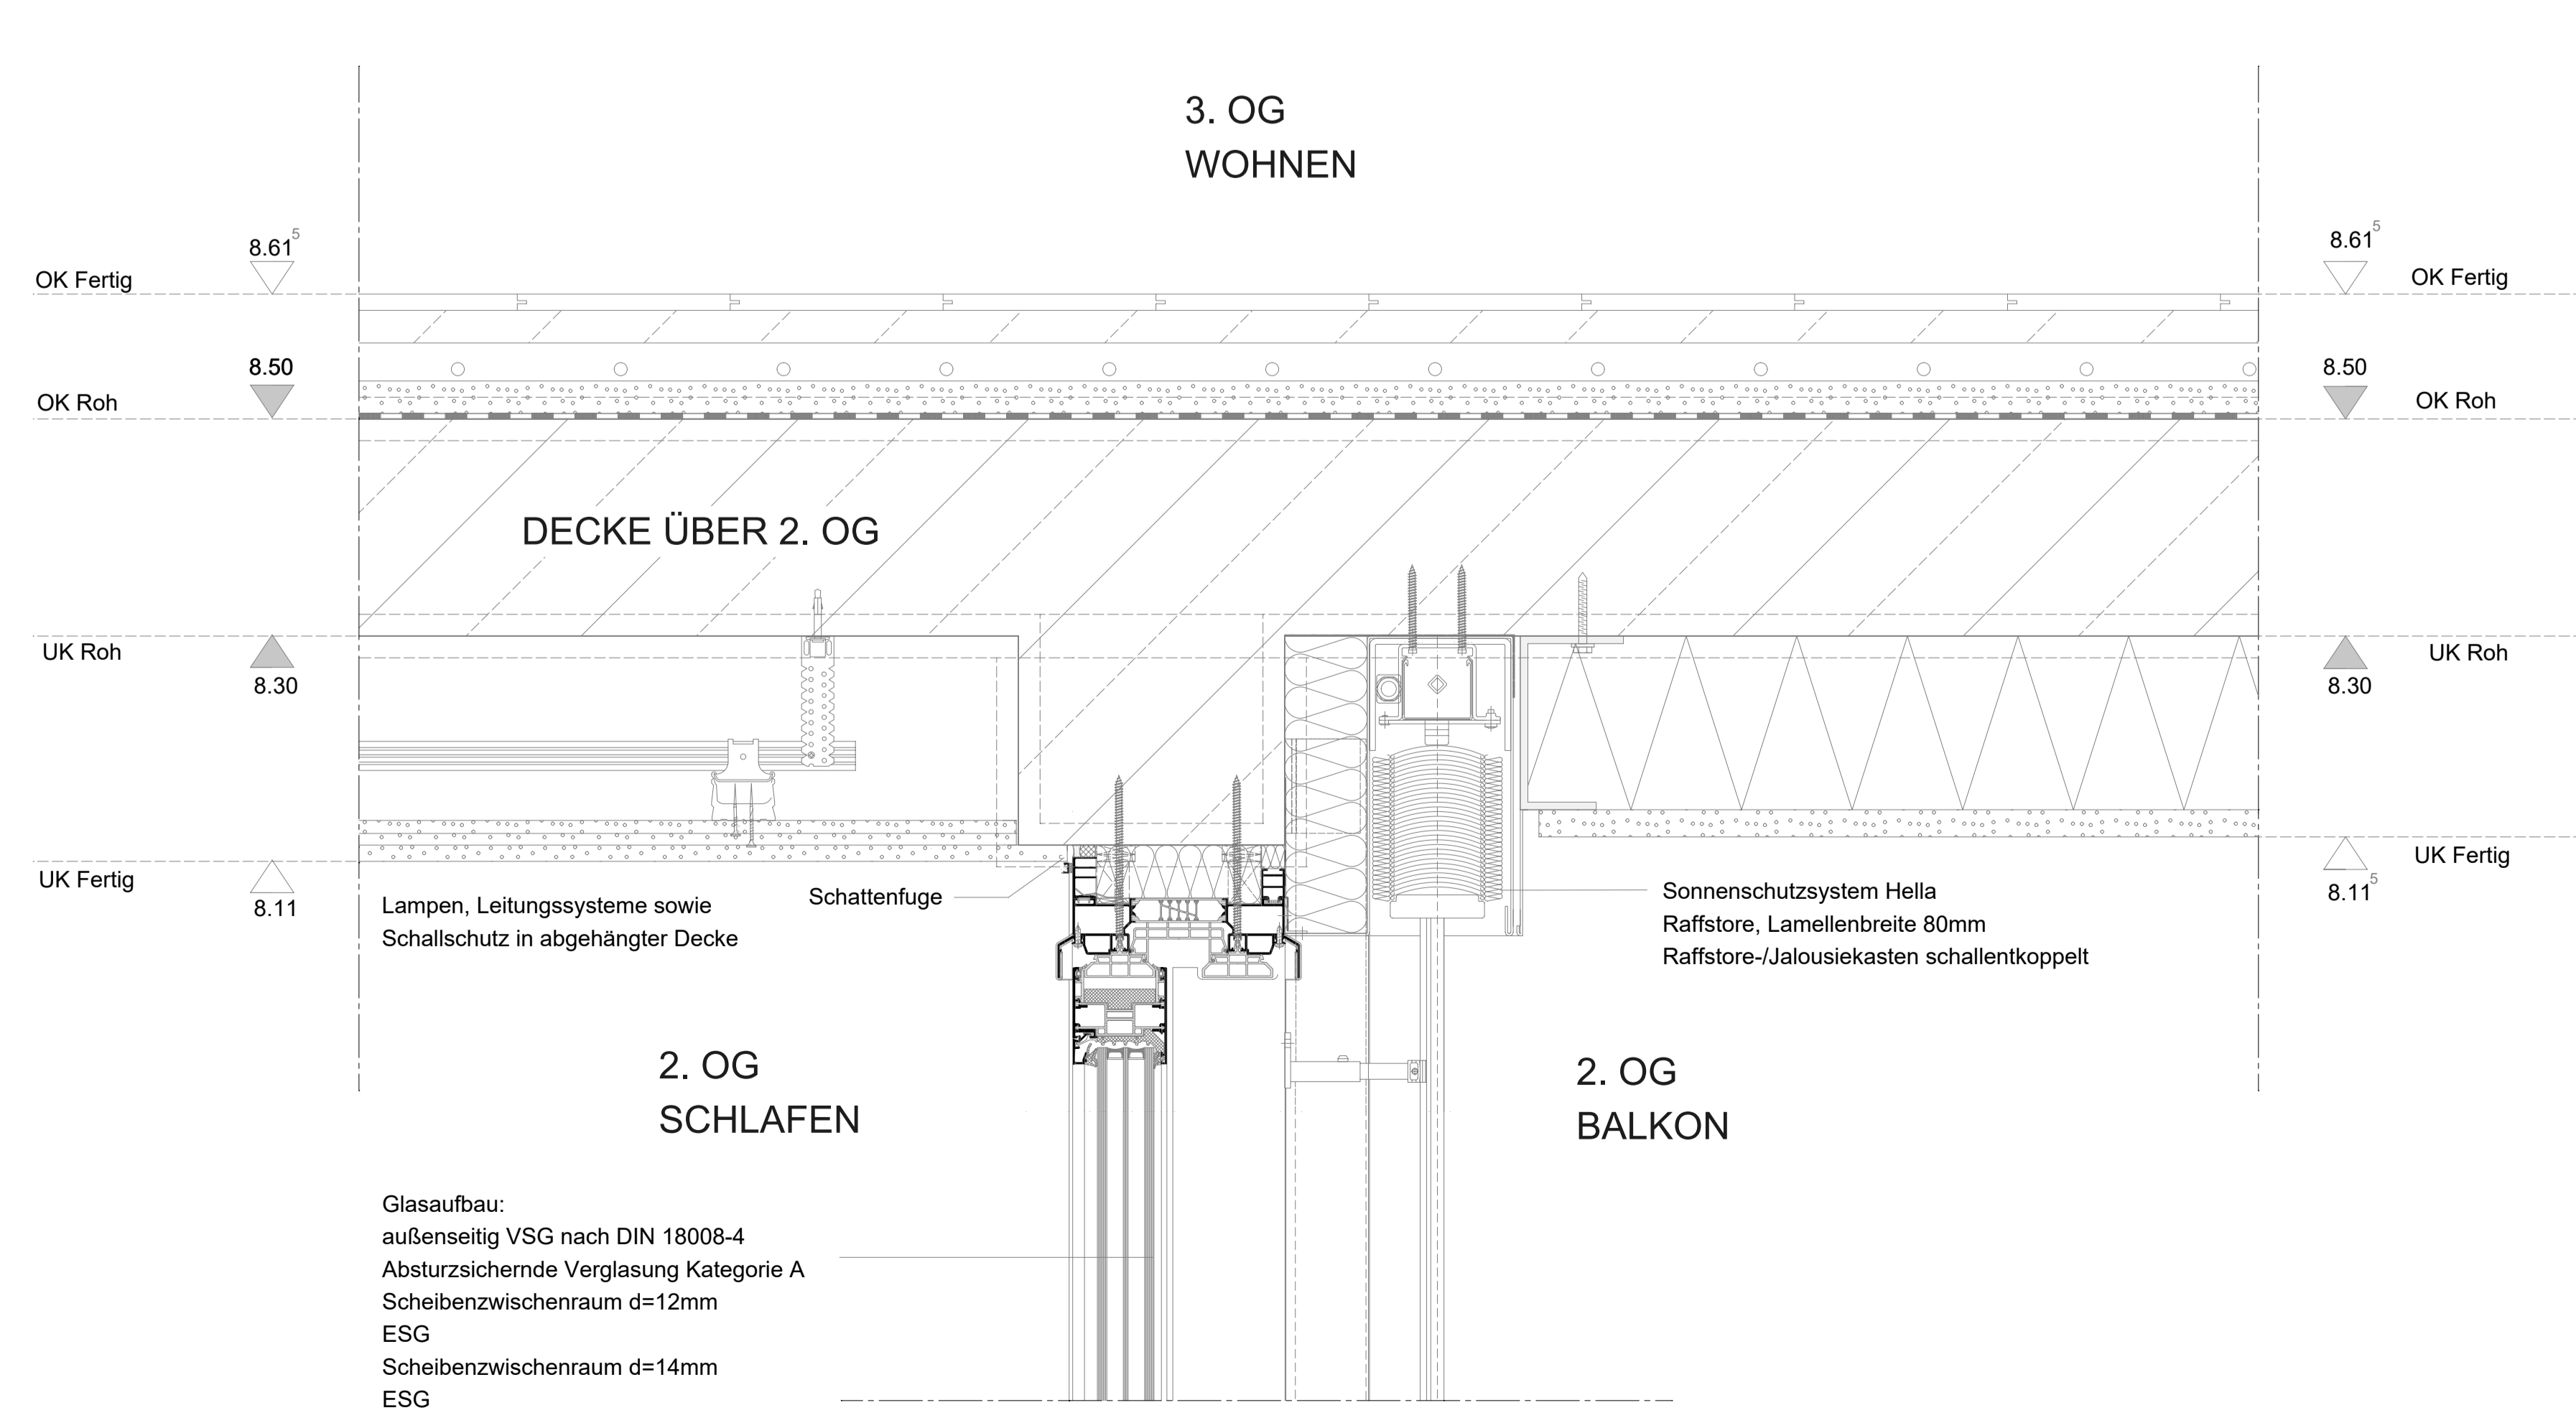 3. OG
WOHNEN
8.61⁵
OK Fertig
8.61⁵
OK Fertig
8.50
OK Roh
8.50
OK Roh
DECKE ÜBER 2. OG
UK Roh
8.30
UK Roh
8.30
UK Fertig
8.11
UK Fertig
8.11⁵
Lampen, Leitungssysteme sowie
Schallschutz in abgehängter Decke
Schattenfuge
Sonnenschutzsystem Hella
Raffstore, Lamellenbreite 80mm
Raffstore-/Jalousiekasten schallentkoppelt
2. OG
SCHLAFEN
2. OG
BALKON
Glasaufbau:
außenseitig VSG nach DIN 18008-4
Absturzsichernde Verglasung Kategorie A
Scheibenzwischenraum d=12mm
ESG
Scheibenzwischenraum d=14mm
ESG